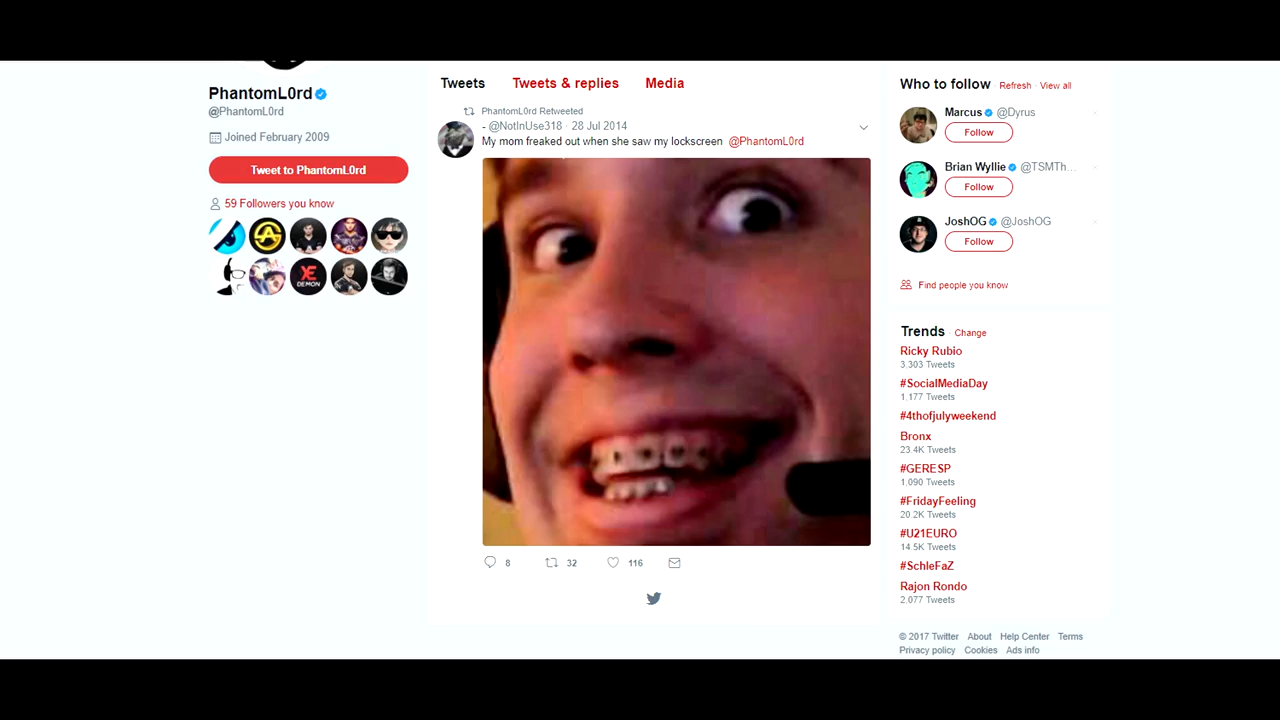 PhantomL0rd
@PhantomL0rd
Joined February 2009
Tweet to PhantomL0rd
59 Followers you know
XE
DEMON
Tweets
Tweets & replies
Media
PhantomL0rd Retweeted
- @NotInUse318 · 28 Jul 2014
My mom freaked out when she saw my lockscreen @PhantomL0rd
8
32
116
Who to follow · Refresh · View all
Marcus @Dyrus
Follow
Brian Wyllie @TSMTh...
Follow
JoshOG @JoshOG
Follow
Find people you know
Trends · Change
Ricky Rubio
3,303 Tweets
#SocialMediaDay
1,177 Tweets
#4thofjulyweekend
Bronx
23.4K Tweets
#GERESP
1,090 Tweets
#FridayFeeling
20.2K Tweets
#U21EURO
14.5K Tweets
#SchleFaZ
Rajon Rondo
2,077 Tweets
© 2017 Twitter About Help Center Terms
Privacy policy Cookies Ads info